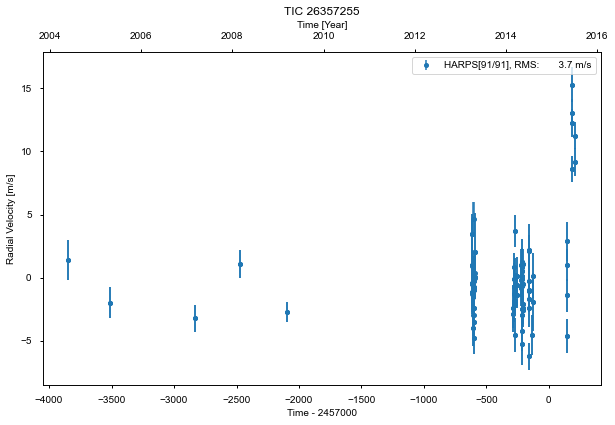 TIC 26357255
Time [Year]
2004 2006 2008 2010 2012 2014 2016
HARPS[91/91], RMS: 3.7 m/s
Radial Velocity [m/s]
15
10
5
0
−5
−4000 −3500 −3000 −2500 −2000 −1500 −1000 −500 0
Time - 2457000